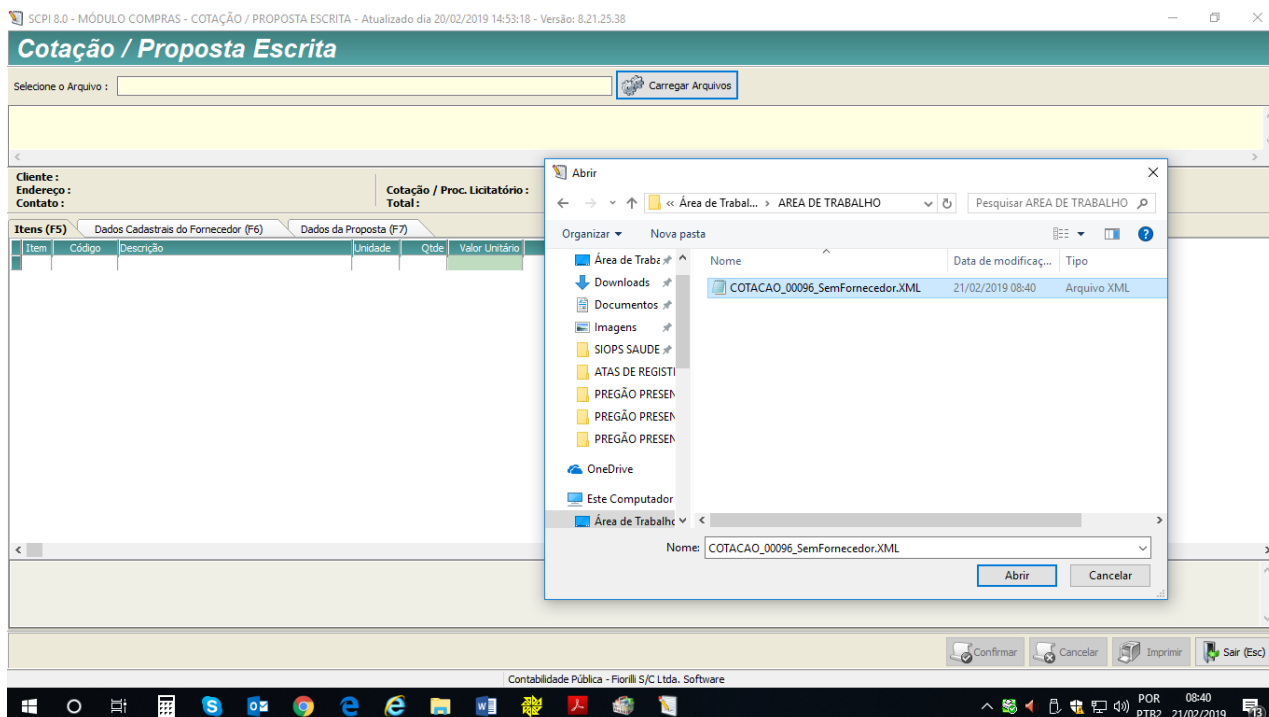 SCPI 8.0 - MÓDULO COMPRAS - COTAÇÃO / PROPOSTA ESCRITA - Atualizado dia 20/02/2019 14:53:18 - Versão: 8.21.25.38
Cotação / Proposta Escrita
Selecione o Arquivo :
Carregar Arquivos
Cliente :
Endereço :
Contato :
Cotação / Proc. Licitatório :
Total :
Itens (F5) Dados Cadastrais do Fornecedor (F6) Dados da Proposta (F7)
Item Código Descrição Unidade Qtde Valor Unitário
Abrir
« Área de Trabal... › AREA DE TRABALHO
Pesquisar AREA DE TRABALHO
Organizar Nova pasta
Nome Data de modificaç... Tipo
COTACAO_00096_SemFornecedor.XML 21/02/2019 08:40 Arquivo XML
Área de Traba
Downloads
Documentos
Imagens
SIOPS SAUDE
ATAS DE REGISTI
PREGÃO PRESEN
PREGÃO PRESEN
PREGÃO PRESEN
OneDrive
Este Computador
Área de Trabalho
Nome: COTACAO_00096_SemFornecedor.XML
Abrir Cancelar
Confirmar Cancelar Imprimir Sair (Esc)
Contabilidade Pública - Fiorilli S/C Ltda. Software
POR 08:40
PTB2 21/02/2019
13